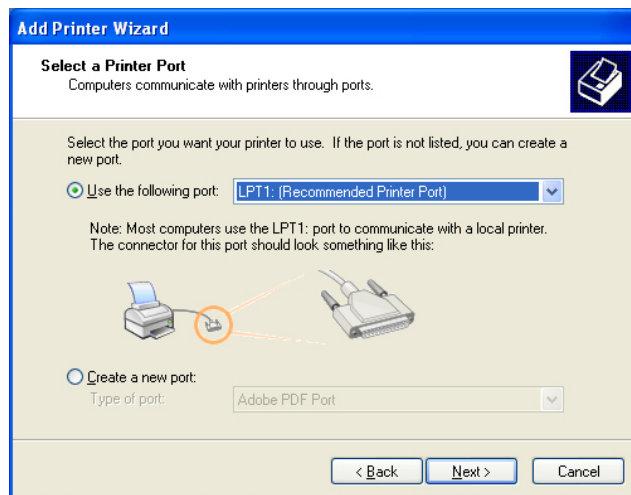 Add Printer Wizard
Select a Printer Port
Computers communicate with printers through ports.
Select the port you want your printer to use. If the port is not listed, you can create a
new port.
Use the following port: LPT1: (Recommended Printer Port)
Note: Most computers use the LPT1: port to communicate with a local printer.
The connector for this port should look something like this:
Create a new port:
Type of port: Adobe PDF Port
< Back Next > Cancel